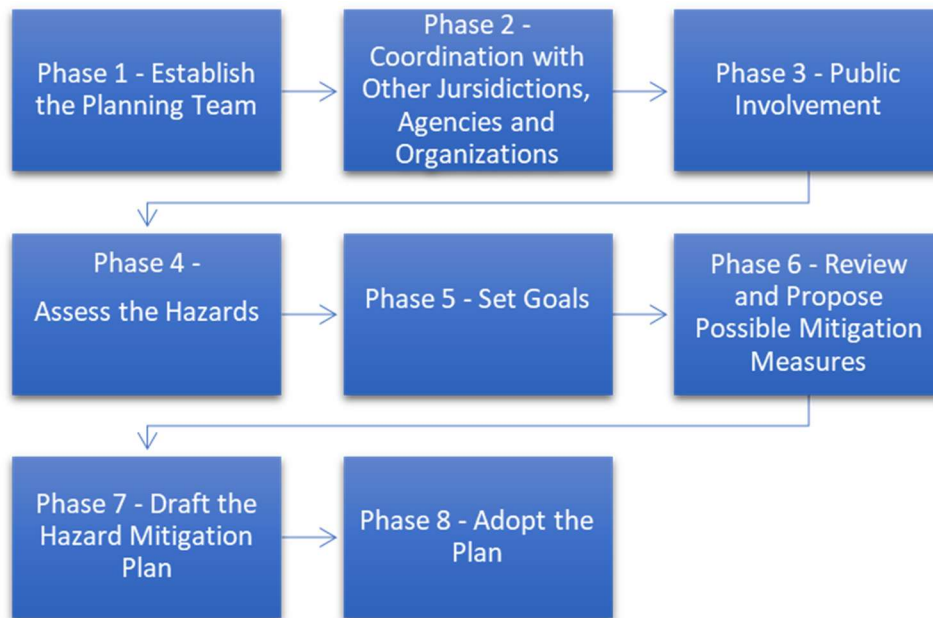 Phase 1 - Establish
the Planning Team
Phase 2 -
Coordination with
Other Jursidictions,
Agencies and
Organizations
Phase 3 - Public
Involvement
Phase 4 -
Assess the Hazards
Phase 5 - Set Goals
Phase 6 - Review
and Propose
Possible Mitigation
Measures
Phase 7 - Draft the
Hazard Mitigation
Plan
Phase 8 - Adopt the
Plan